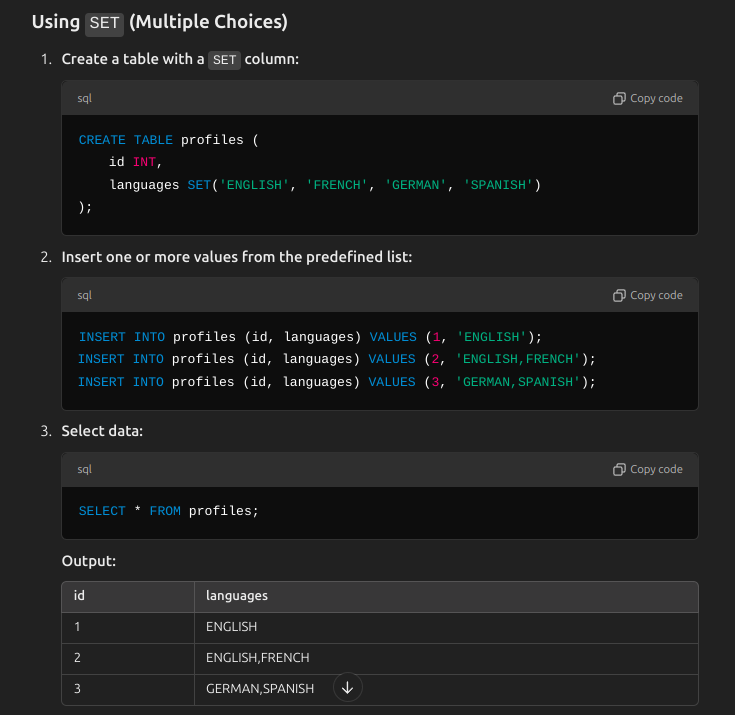 Using SET (Multiple Choices)
1. Create a table with a SET column:
sql Copy code
CREATE TABLE profiles (
    id INT,
    languages SET('ENGLISH', 'FRENCH', 'GERMAN', 'SPANISH')
);
2. Insert one or more values from the predefined list:
sql Copy code
INSERT INTO profiles (id, languages) VALUES (1, 'ENGLISH');
INSERT INTO profiles (id, languages) VALUES (2, 'ENGLISH,FRENCH');
INSERT INTO profiles (id, languages) VALUES (3, 'GERMAN,SPANISH');
3. Select data:
sql Copy code
SELECT * FROM profiles;
Output:
id languages
1 ENGLISH
2 ENGLISH,FRENCH
3 GERMAN,SPANISH